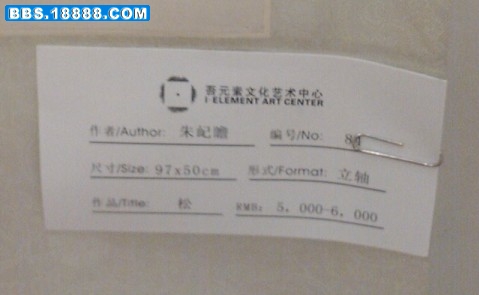 BBS.18888.COM
吾元素文化艺术中心
I ELEMENT ART CENTER
作者/Author: 朱屺瞻 编号/No:
尺寸/Size: 97x50cm 形式/Format: 立轴
作品/Title: 松 RMB: 5,000-6,000